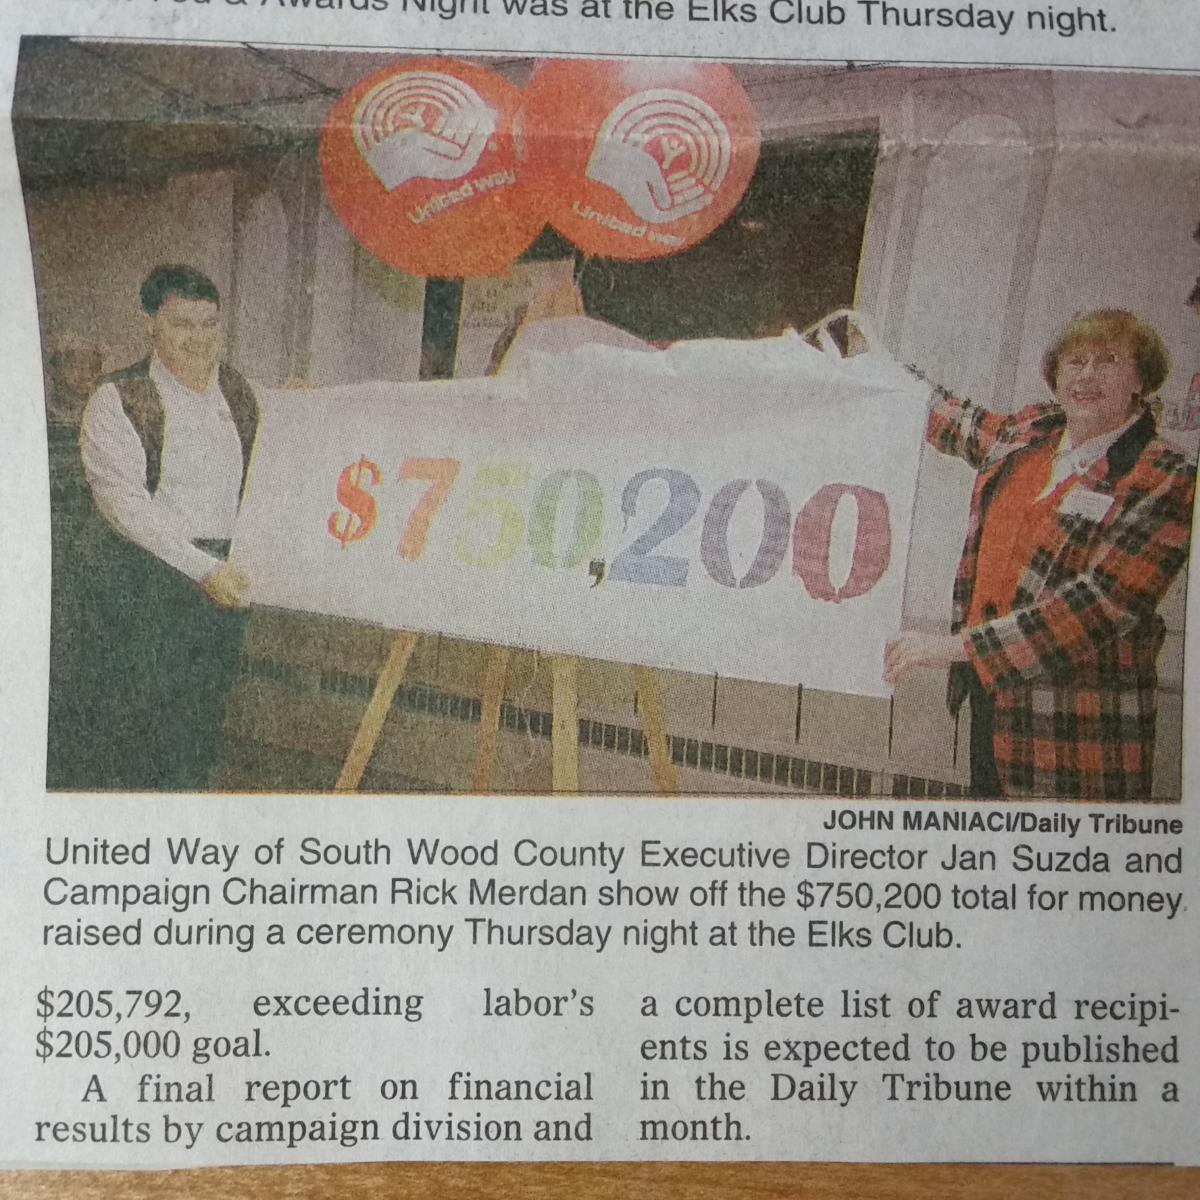 & Awards Night was at the Elks Club Thursday night.
United Way
United Way
$750,200
JOHN MANIACI/Daily Tribune
United Way of South Wood County Executive Director Jan Suzda and
Campaign Chairman Rick Merdan show off the $750,200 total for money
raised during a ceremony Thursday night at the Elks Club.
$205,792, exceeding labor's
$205,000 goal.
A final report on financial
results by campaign division and
a complete list of award recipi-
ents is expected to be published
in the Daily Tribune within a
month.